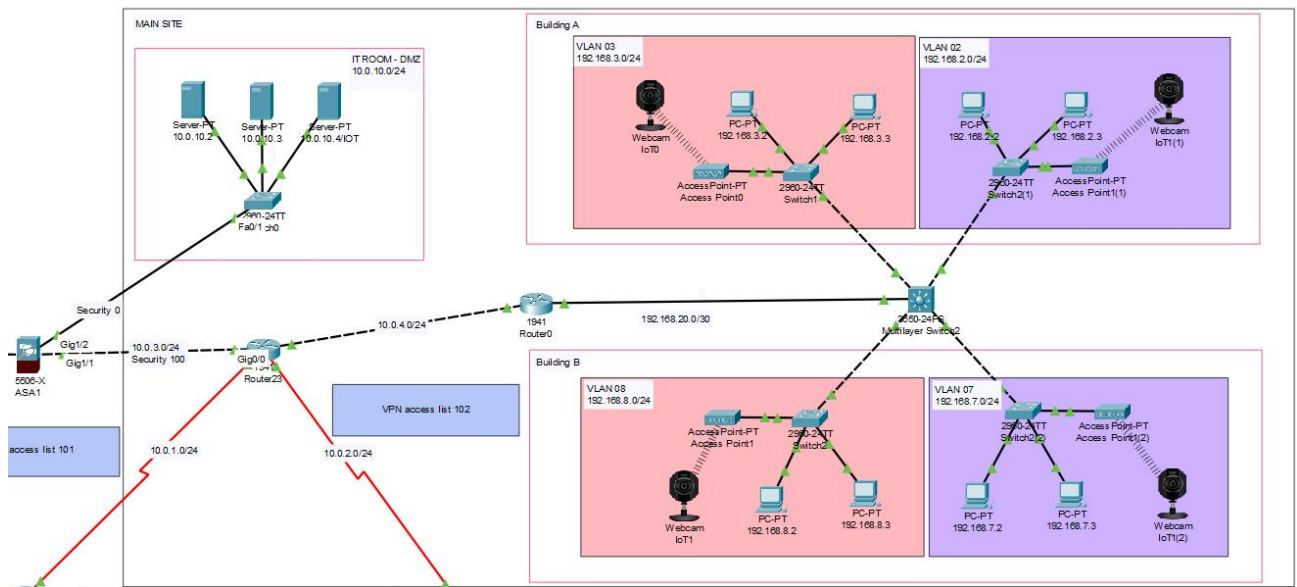 MAIN SITE
IT ROOM - DMZ
10.0.10.0/24
Server-PT
10.0.10.2
Server-PT
10.0.10.3
Server-PT
10.0.10.4/IOT
2960-24TT
Fa0/1
Security 0
Gig1/2
Gig1/1
5506-X
ASA1
10.0.3.0/24
Security 100
Gig0/0
Router23
10.0.4.0/24
1941
Router0
192.168.20.0/30
Multilayer Switch2
access list 101
VPN access list 102
10.0.1.0/24
10.0.2.0/24
Building A
VLAN 03
192.168.3.0/24
Webcam
IoT0
PC-PT
192.168.3.2
PC-PT
192.168.3.3
AccessPoint-PT
Access Point0
2960-24TT
Switch1
VLAN 02
192.168.2.0/24
PC-PT
192.168.2.2
PC-PT
192.168.2.3
Webcam
IoT1(1)
2960-24TT
Switch2(1)
AccessPoint-PT
Access Point1(1)
Building B
VLAN 08
192.168.8.0/24
AccessPoint-PT
Access Point1
2960-24TT
Switch2
Webcam
IoT1
PC-PT
192.168.8.2
PC-PT
192.168.8.3
VLAN 07
192.168.7.0/24
2960-24TT
Switch2(2)
AccessPoint-PT
Access Point1(2)
PC-PT
192.168.7.2
PC-PT
192.168.7.3
Webcam
IoT1(2)